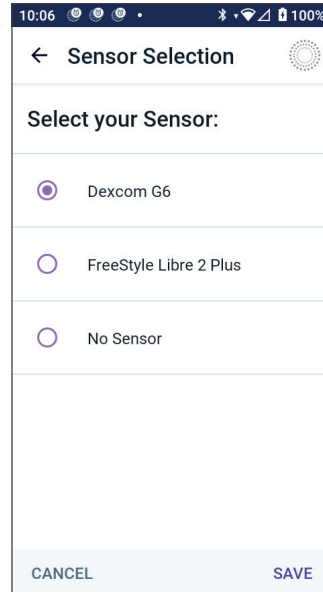 10:06 100%
Sensor Selection
Select your Sensor:
Dexcom G6
FreeStyle Libre 2 Plus
No Sensor
CANCEL SAVE